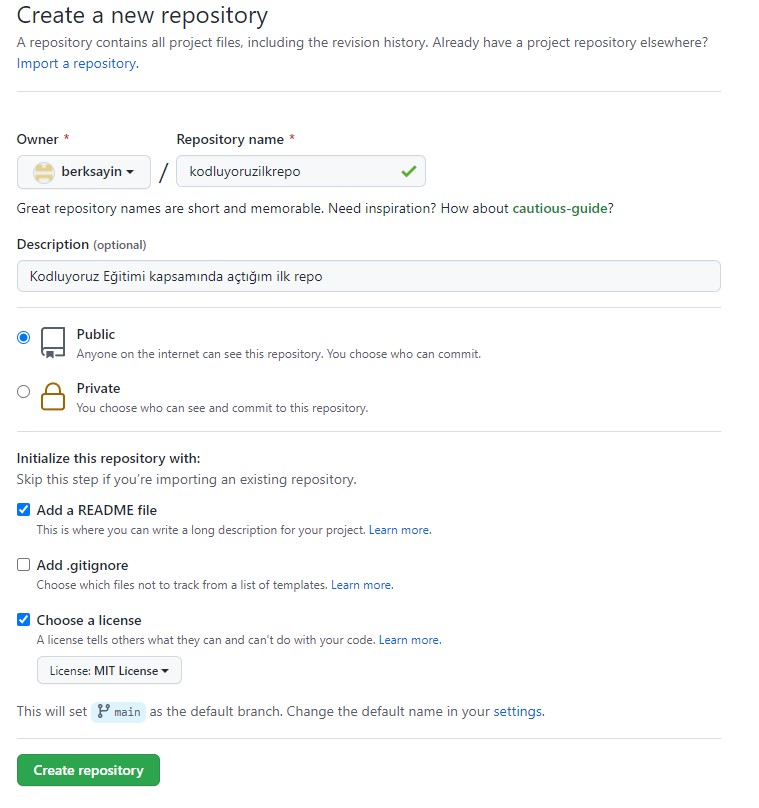 Create a new repository
A repository contains all project files, including the revision history. Already have a project repository elsewhere?
Import a repository.
Owner * Repository name *
berksayin / kodluyoruzilkrepo
Great repository names are short and memorable. Need inspiration? How about cautious-guide?
Description (optional)
Kodluyoruz Eğitimi kapsamında açtığım ilk repo
Public
Anyone on the internet can see this repository. You choose who can commit.
Private
You choose who can see and commit to this repository.
Initialize this repository with:
Skip this step if you're importing an existing repository.
Add a README file
This is where you can write a long description for your project. Learn more.
Add .gitignore
Choose which files not to track from a list of templates. Learn more.
Choose a license
A license tells others what they can and can't do with your code. Learn more.
License: MIT License
This will set main as the default branch. Change the default name in your settings.
Create repository